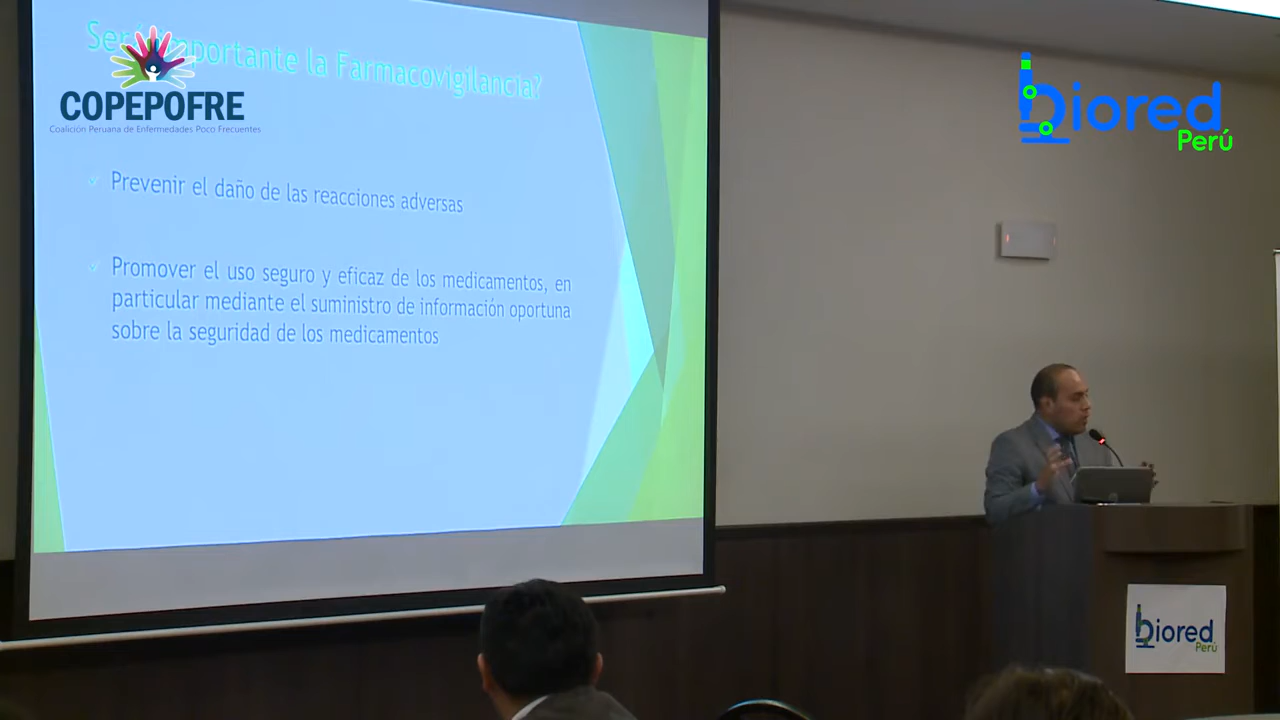 importante la Farmacovigilancia?
COPEPOFRE
Coalición Peruana de Enfermedades Poco Frecuentes
Prevenir el daño de las reacciones adversas
Promover el uso seguro y eficaz de los medicamentos, en
particular mediante el suministro de información oportuna
sobre la seguridad de los medicamentos
biored
Perú
biored
Perú